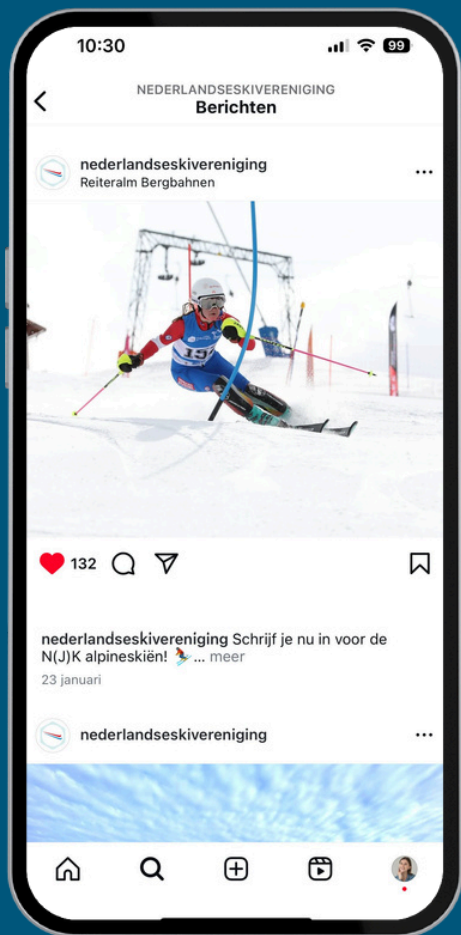 10:30
99
NEDERLANDSESKIVERENIGING
Berichten
nederlandseskivereniging
Reiteralm Bergbahnen
132
nederlandseskivereniging Schrijf je nu in voor de
N(J)K alpineskiën! ⛷️... meer
23 januari
nederlandseskivereniging